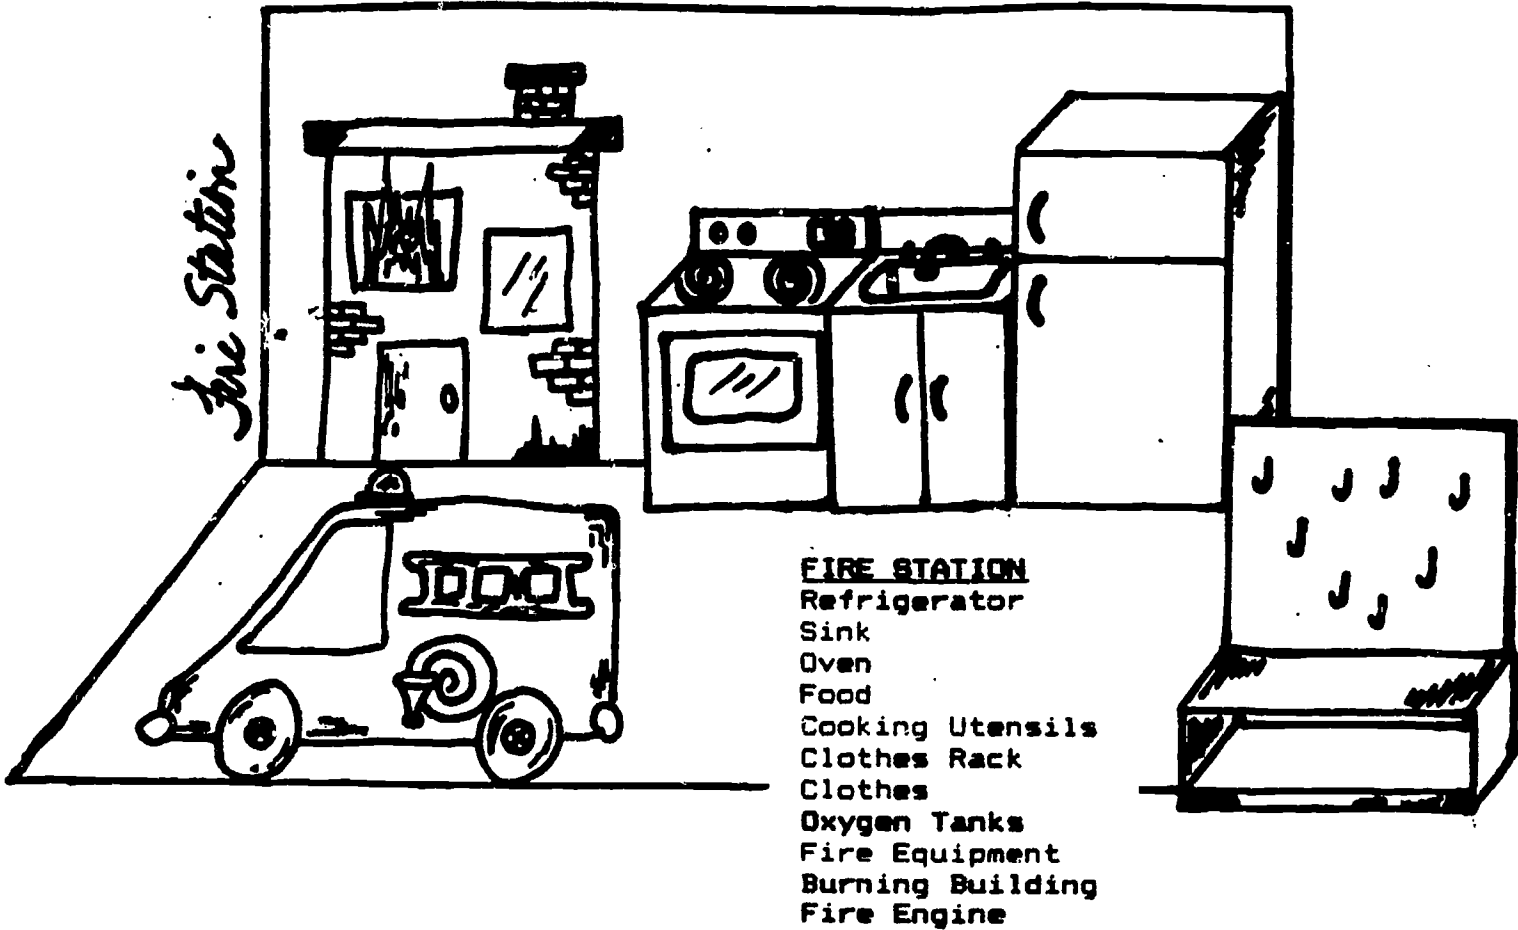 Fire Station
FIRE STATION
Refrigerator
Sink
Oven
Food
Cooking Utensils
Clothes Rack
Clothes
Oxygen Tanks
Fire Equipment
Burning Building
Fire Engine